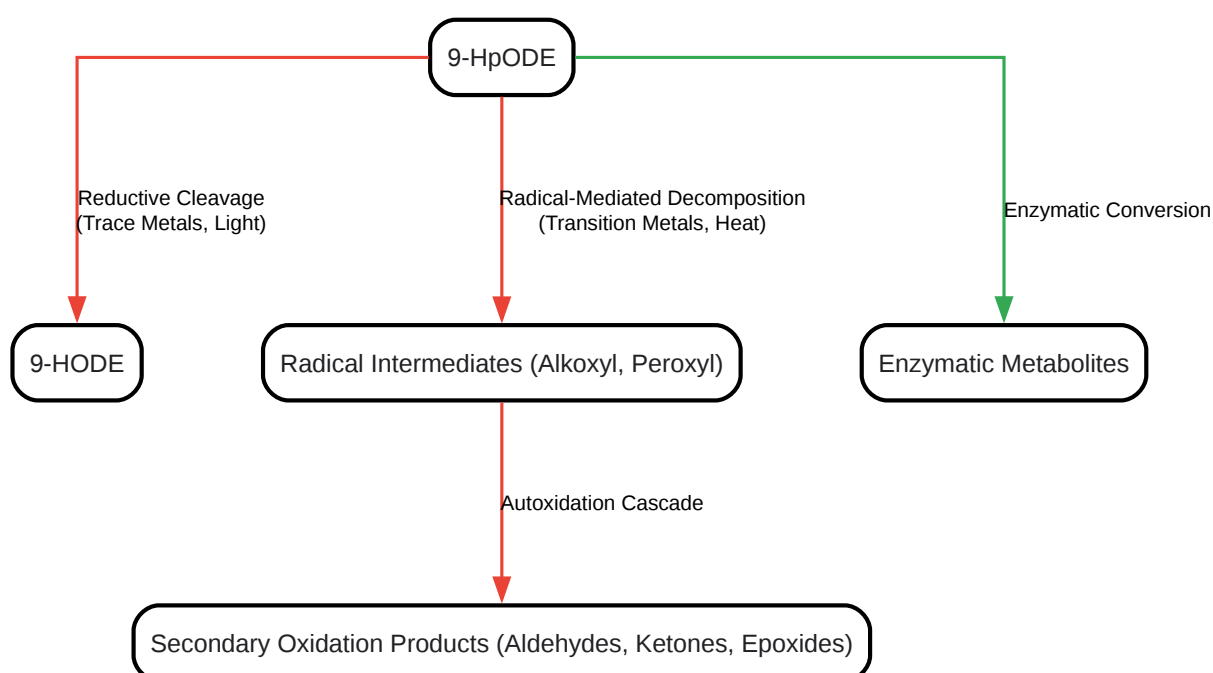 9-HpODE
Reductive Cleavage
(Trace Metals, Light)
Radical-Mediated Decomposition
(Transition Metals, Heat)
Enzymatic Conversion
9-HODE
Radical Intermediates (Alkoxyl, Peroxyl)
Enzymatic Metabolites
Autoxidation Cascade
Secondary Oxidation Products (Aldehydes, Ketones, Epoxides)